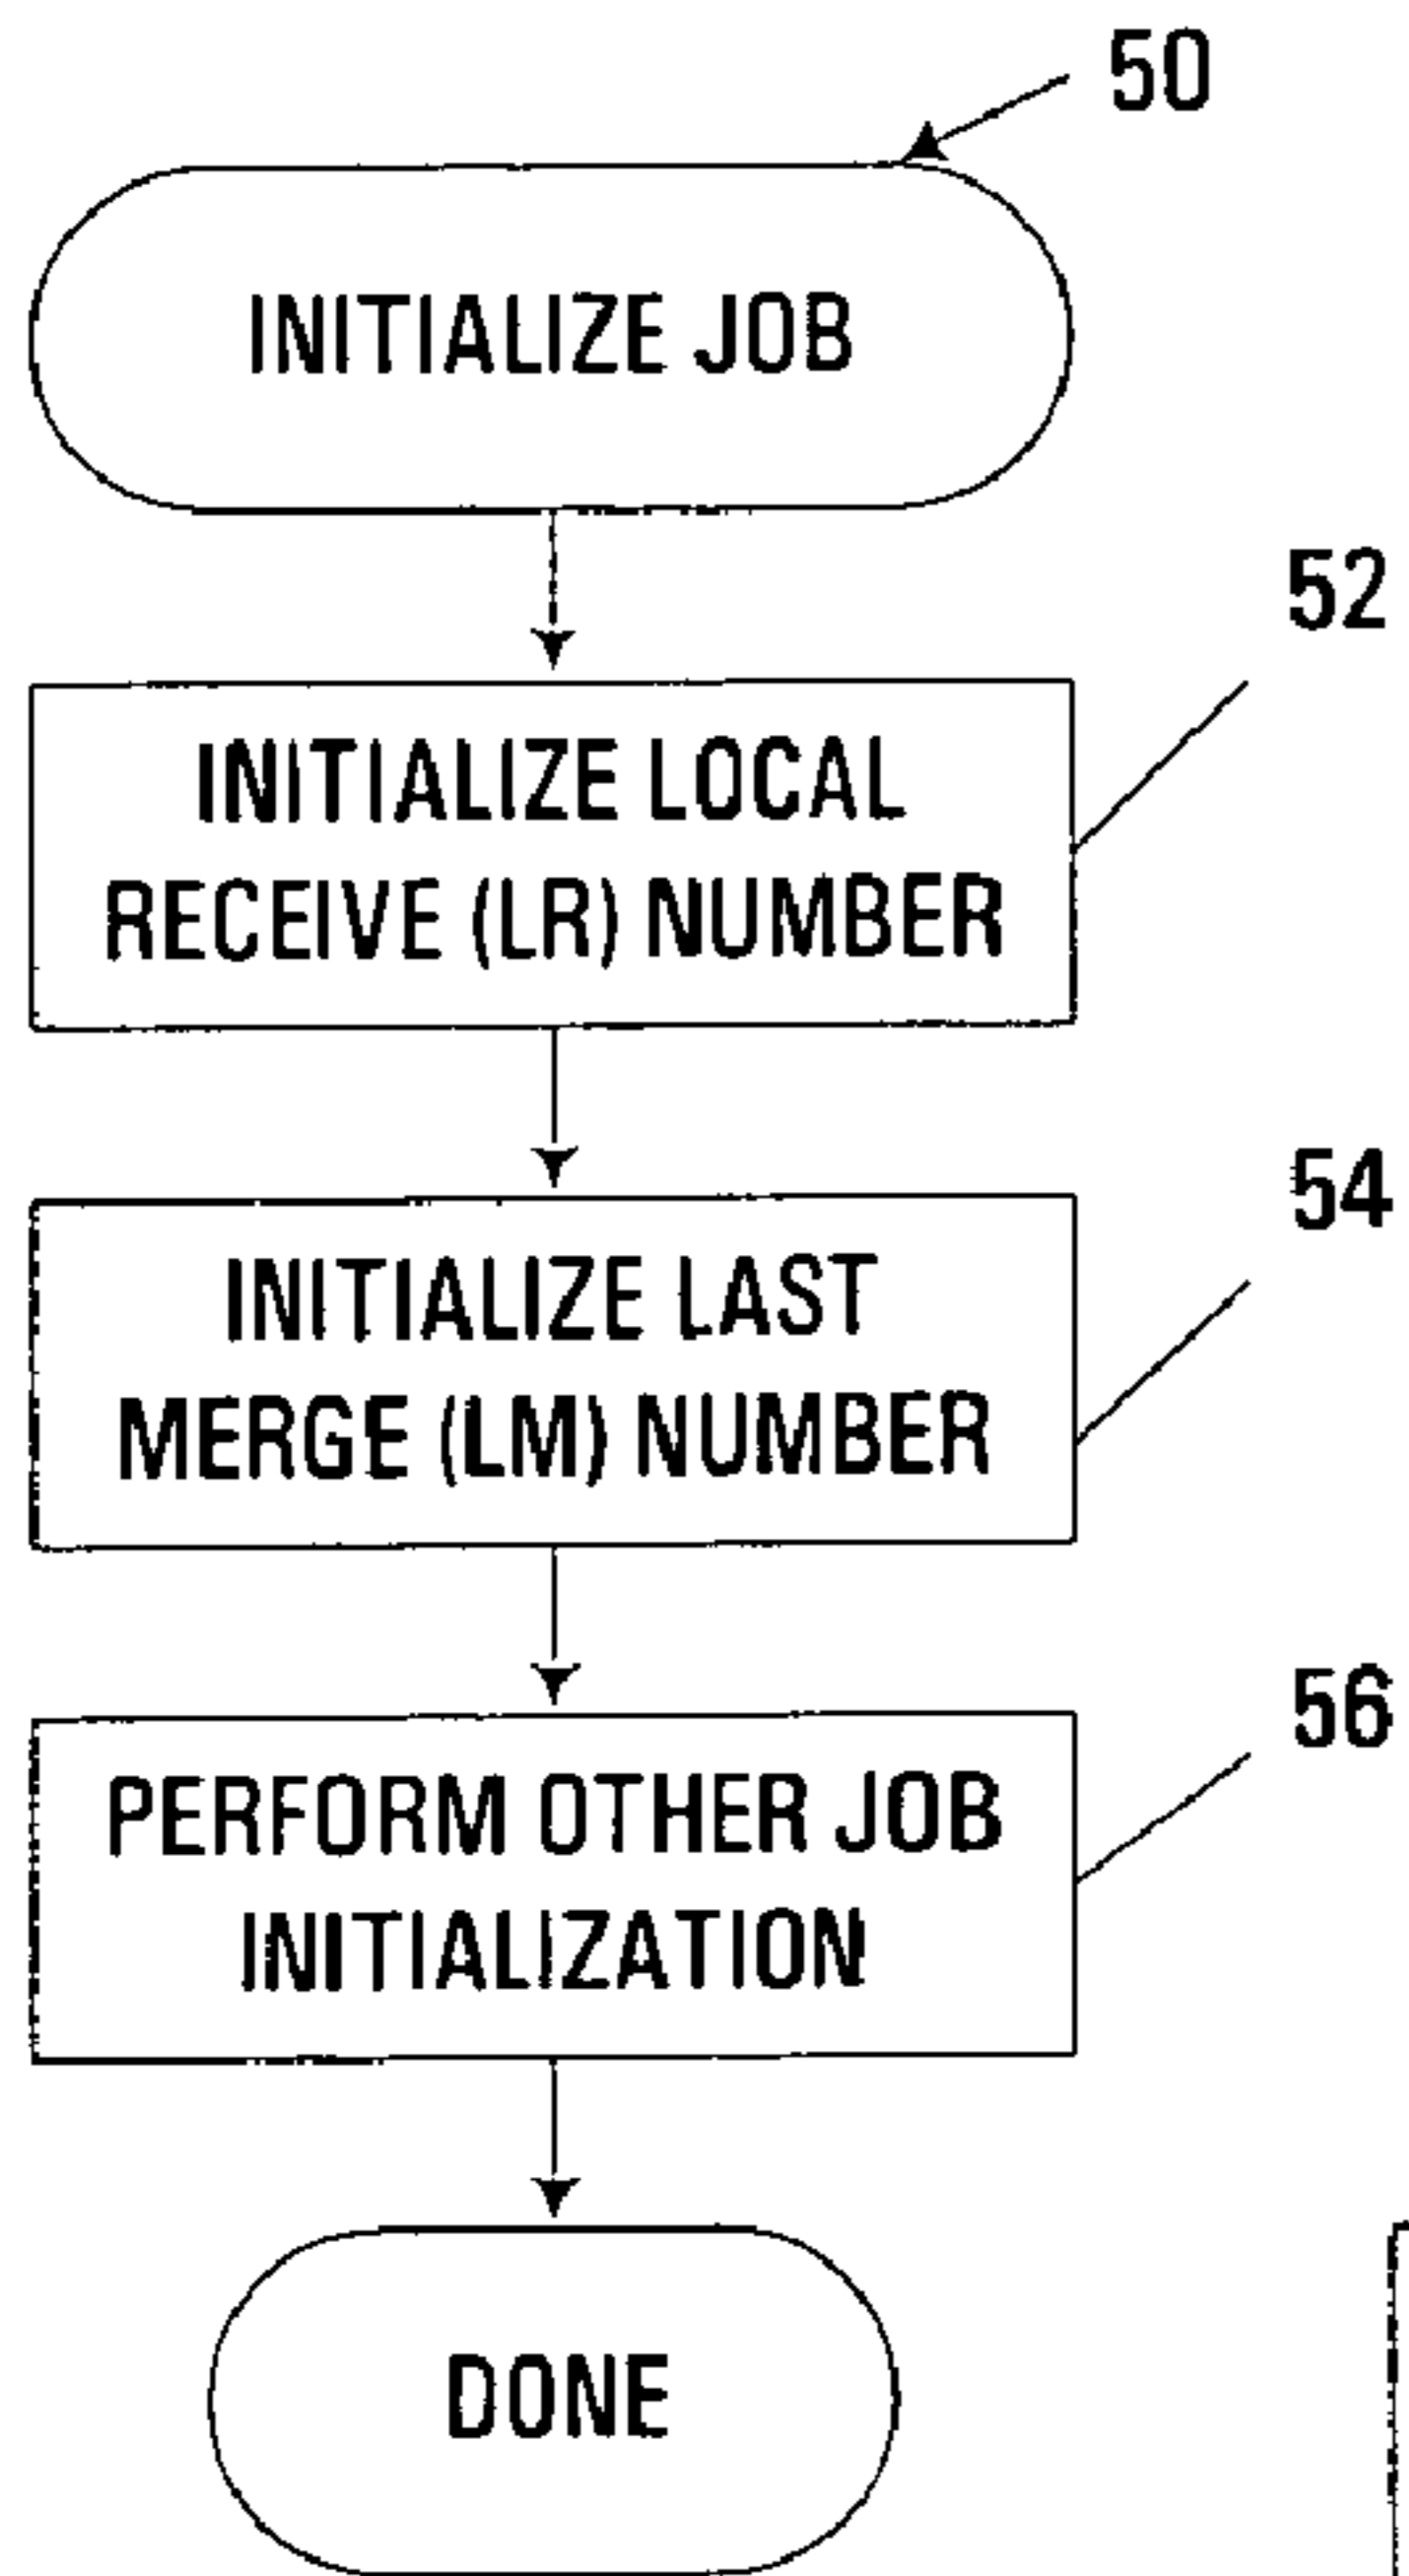 50
INITIALIZE JOB
52
INITIALIZE LOCAL
RECEIVE (LR) NUMBER
54
INITIALIZE LAST
MERGE (LM) NUMBER
56
PERFORM OTHER JOB
INITIALIZATION
DONE